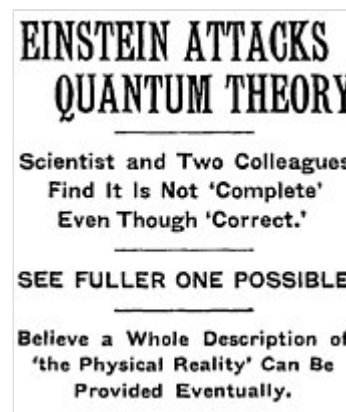 EINSTEIN ATTACKS
QUANTUM THEORY
Scientist and Two Colleagues
Find It Is Not ‘Complete’
Even Though ‘Correct.’
SEE FULLER ONE POSSIBLE
Believe a Whole Description of
‘the Physical Reality’ Can Be
Provided Eventually.